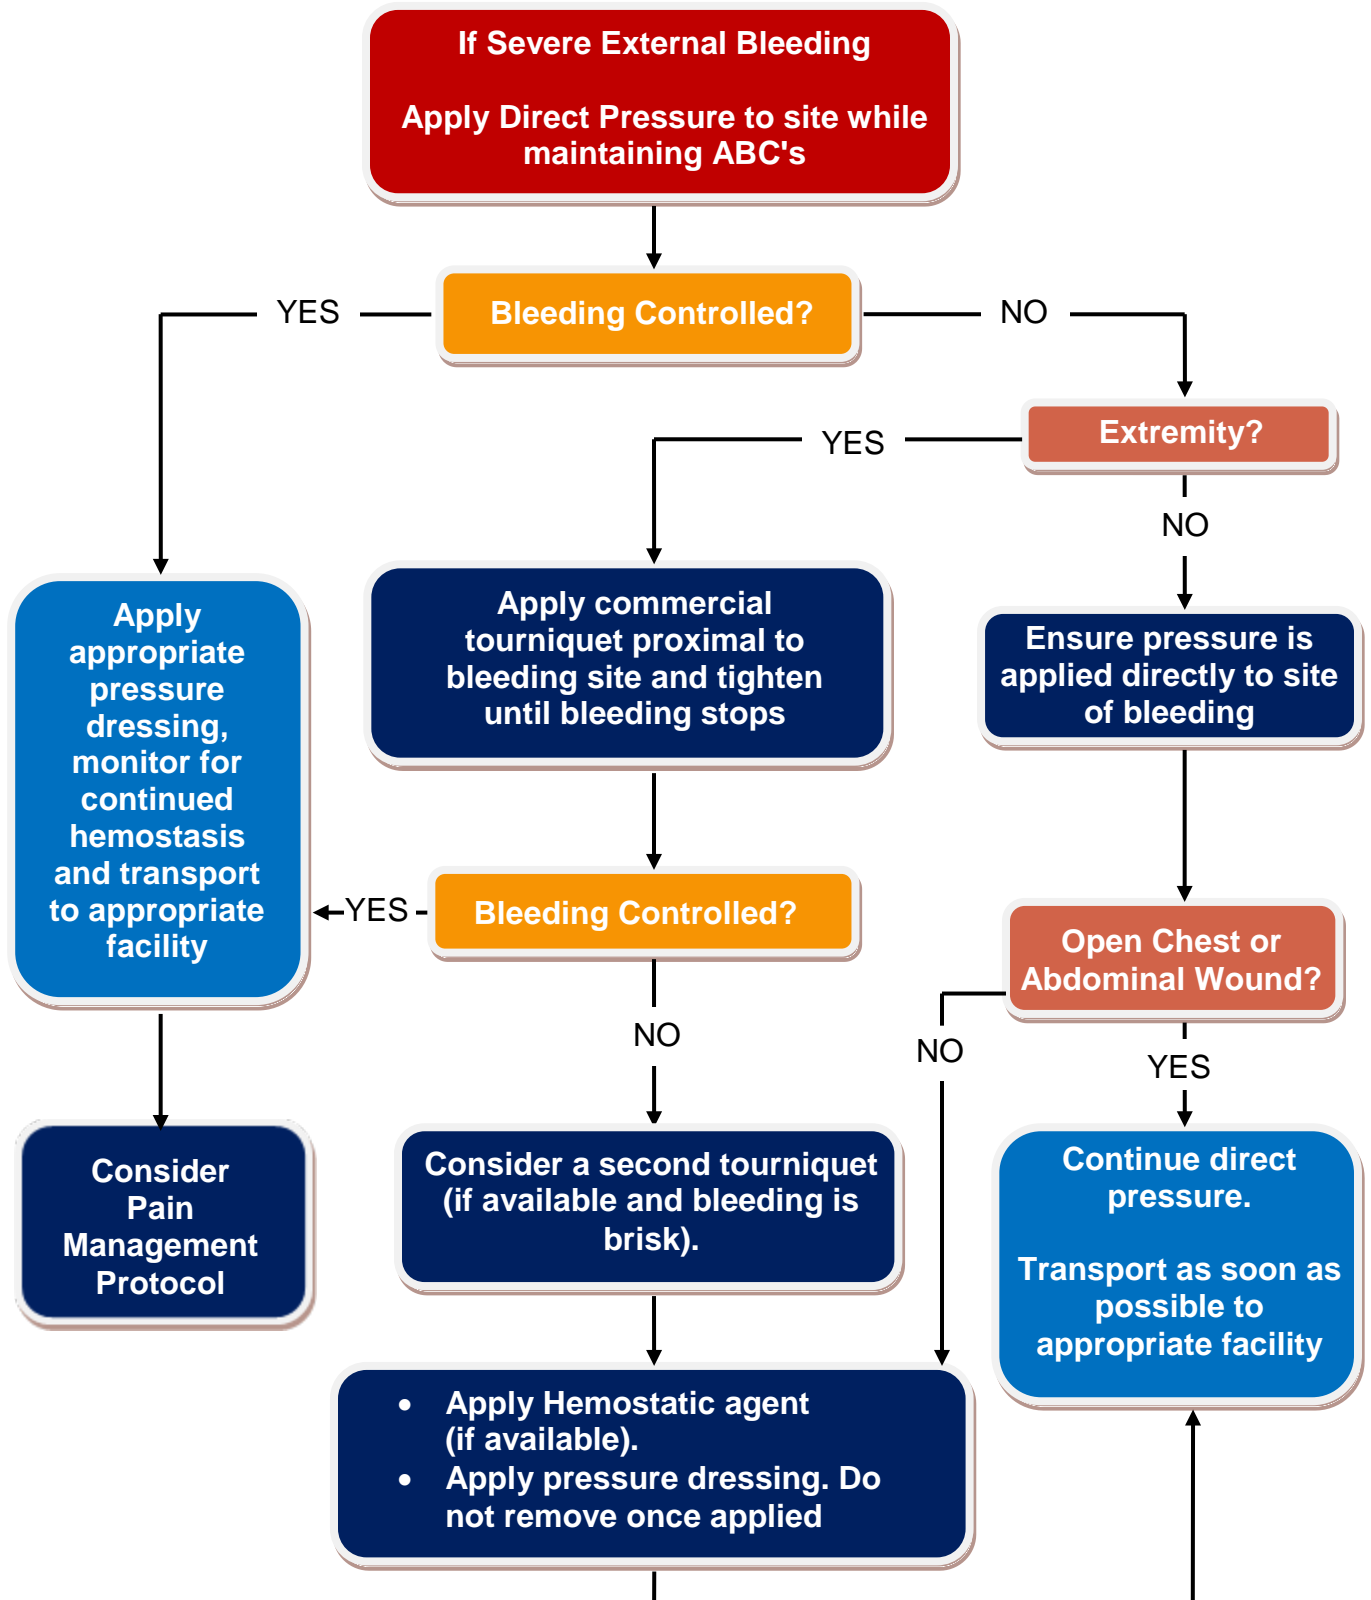 If Severe External Bleeding
Apply Direct Pressure to site while
maintaining ABC's
YES
Bleeding Controlled?
NO
YES
Extremity?
NO
Apply
appropriate
pressure
dressing,
monitor for
continued
hemostasis
and transport
to appropriate
facility
Apply commercial
tourniquet proximal to
bleeding site and tighten
until bleeding stops
Ensure pressure is
applied directly to site
of bleeding
YES
Bleeding Controlled?
Open Chest or
Abdominal Wound?
NO
NO
YES
Consider
Pain
Management
Protocol
Consider a second tourniquet
(if available and bleeding is
brisk).
Continue direct
pressure.
Transport as soon as
possible to
appropriate facility
• Apply Hemostatic agent
(if available).
• Apply pressure dressing. Do
not remove once applied